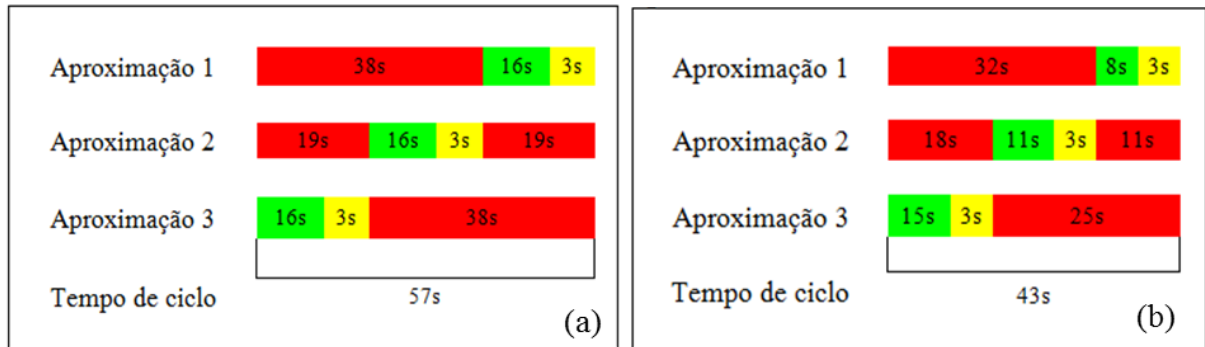 Aproximação 1 38s 16s 3s
Aproximação 2 19s 16s 3s 19s
Aproximação 3 16s 3s 38s
Tempo de ciclo 57s
(a)
Aproximação 1 32s 8s 3s
Aproximação 2 18s 11s 3s 11s
Aproximação 3 15s 3s 25s
Tempo de ciclo 43s
(b)